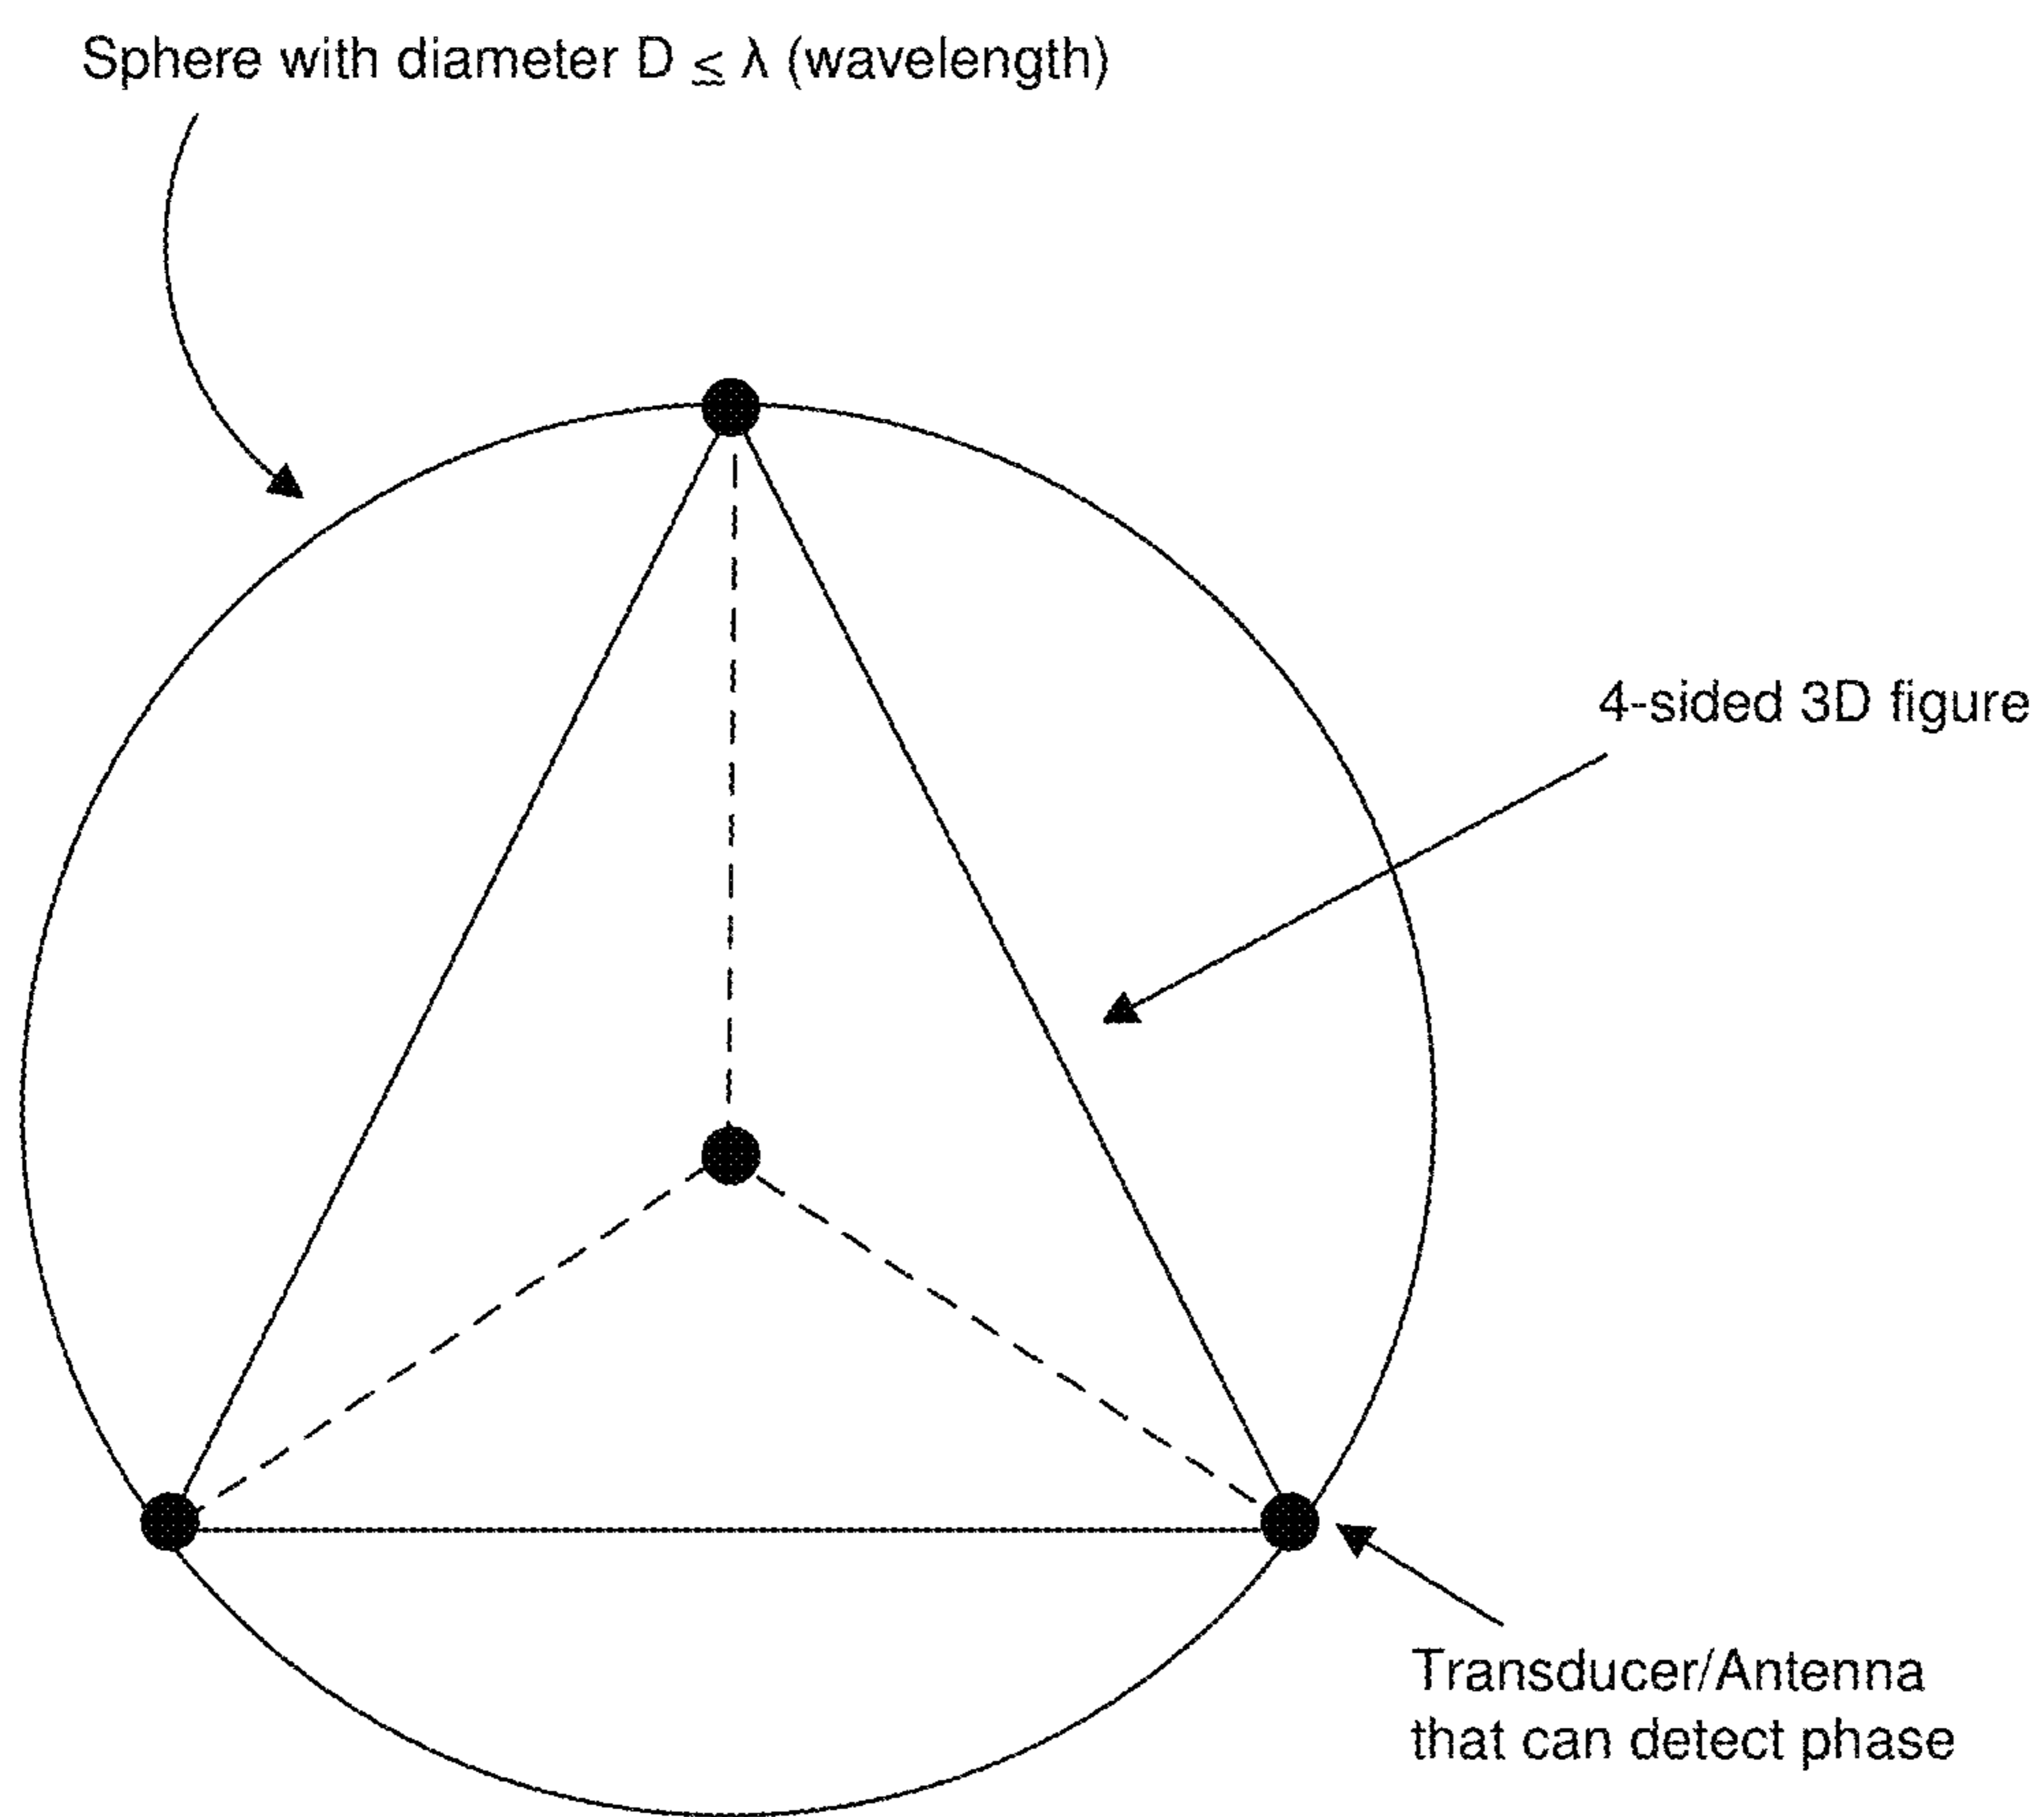 Sphere with diameter D ≦ λ (wavelength)
4-sided 3D figure
Transducer/Antenna
that can detect phase